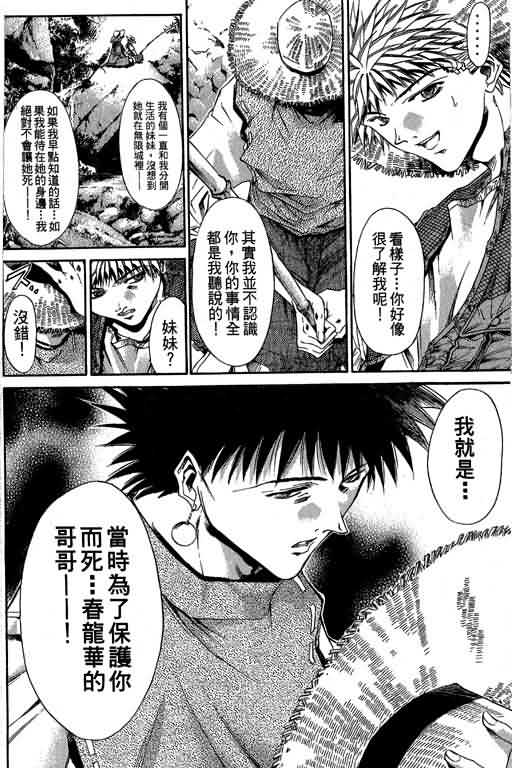 ……
看樣子…你好像
很了解我呢！
其實我並不認識
你，你的事情全
都是我聽說的！
我有個一直和我分開
生活的妹妹，沒想到
她就在無限城裡——
如果我早點知道的話…如
果我能待在她的身邊…我
絕對不會讓她死！
妹妹？
沒錯！
我就是…
當時為了保護你
而死…春龍華的
哥哥——！